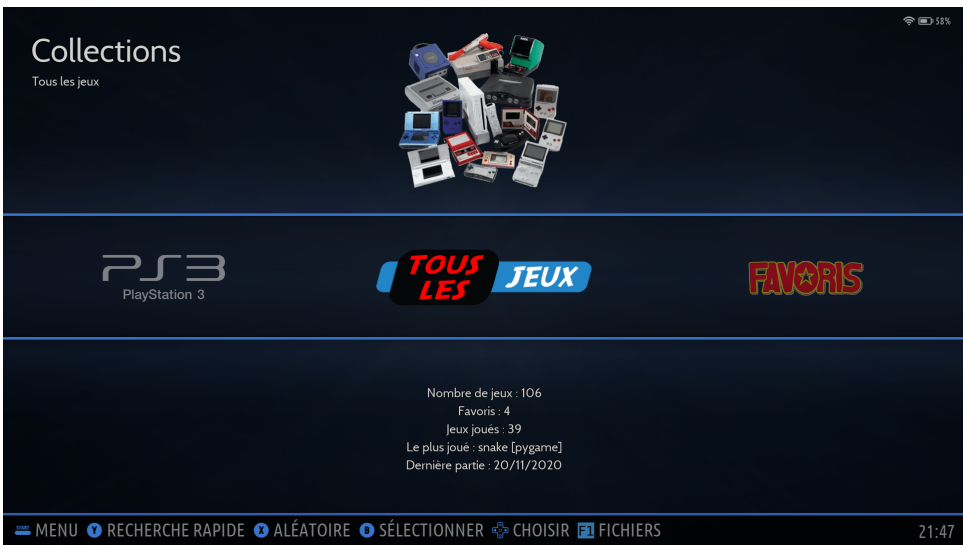 58%
Collections
Tous les jeux
PS3
PlayStation 3
TOUS
LES
JEUX
FAVORIS
Nombre de jeux : 106
Favoris : 4
Jeux joués : 39
Le plus joué : snake [pygame]
Dernière partie : 20/11/2020
START MENU Y RECHERCHE RAPIDE X ALÉATOIRE B SÉLECTIONNER CHOISIR F1 FICHIERS 21:47